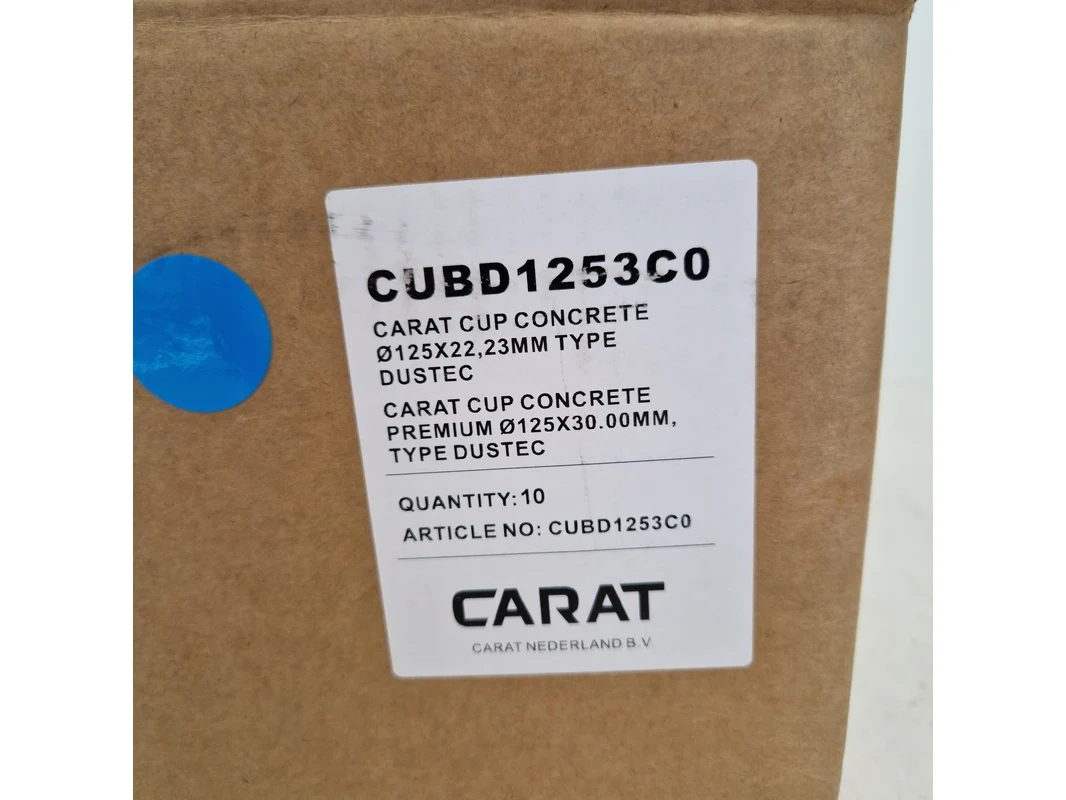 CUBD1253C0
CARAT CUP CONCRETE
Ø125X22,23MM TYPE
DUSTEC
CARAT CUP CONCRETE
PREMIUM Ø125X30.00MM,
TYPE DUSTEC
QUANTITY: 10
ARTICLE NO: CUBD1253C0
CARAT
CARAT NEDERLAND B.V